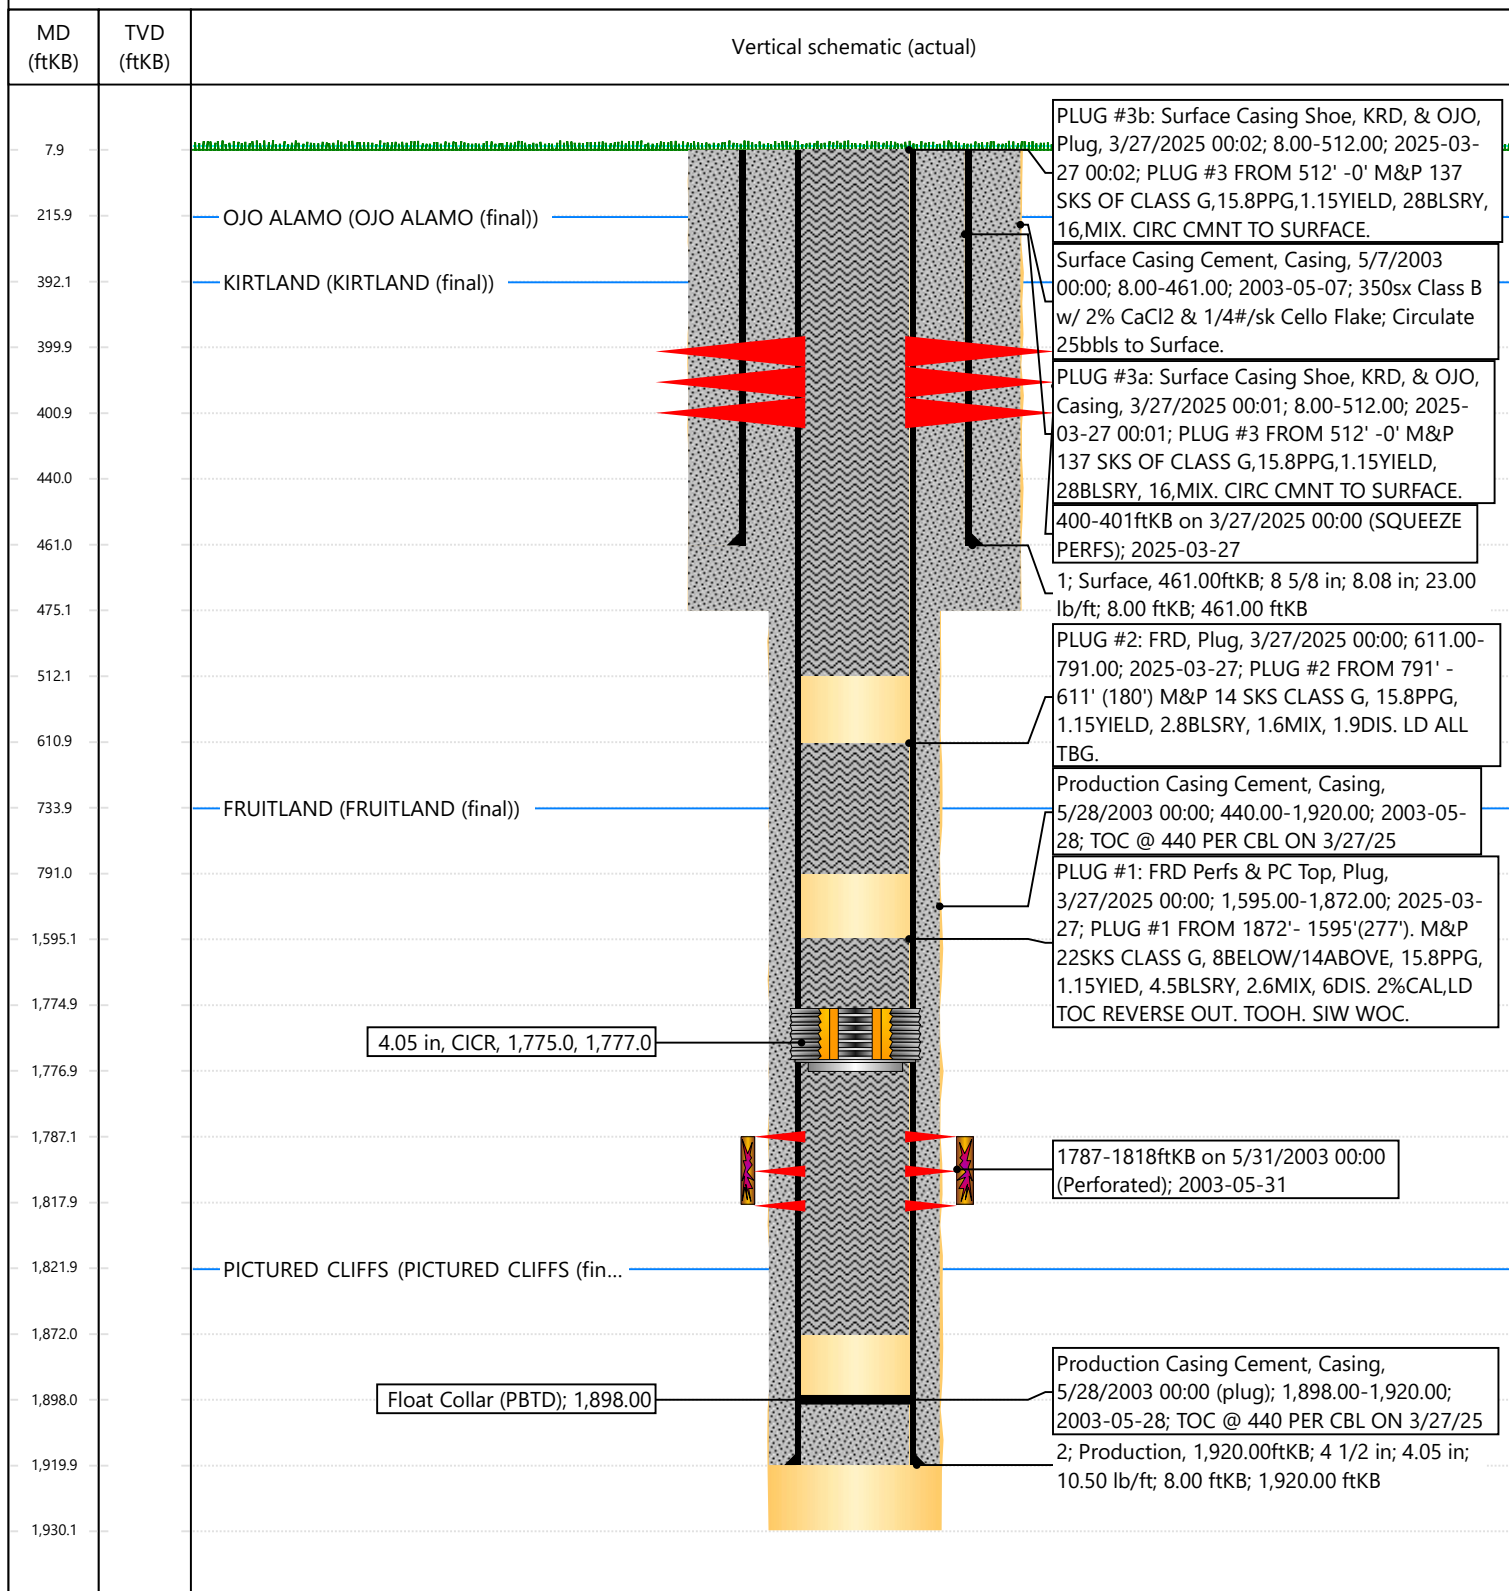 MD
(ftKB)
TVD
(ftKB)
Vertical schematic (actual)
7.9
215.9
392.1
399.9
400.9
440.0
461.0
475.1
512.1
610.9
733.9
791.0
1,595.1
1,774.9
1,776.9
1,787.1
1,817.9
1,821.9
1,872.0
1,898.0
1,919.9
1,930.1
OJO ALAMO (OJO ALAMO (final))
KIRTLAND (KIRTLAND (final))
FRUITLAND (FRUITLAND (final))
4.05 in, CICR, 1,775.0, 1,777.0
PICTURED CLIFFS (PICTURED CLIFFS (fin...
Float Collar (PBTD); 1,898.00
PLUG #3b: Surface Casing Shoe, KRD, & OJO,
Plug, 3/27/2025 00:02; 8.00-512.00; 2025-03-
27 00:02; PLUG #3 FROM 512' -0' M&P 137
SKS OF CLASS G,15.8PPG,1.15YIELD, 28BLSRY,
16,MIX. CIRC CMNT TO SURFACE.
Surface Casing Cement, Casing, 5/7/2003
00:00; 8.00-461.00; 2003-05-07; 350sx Class B
w/ 2% CaCl2 & 1/4#/sk Cello Flake; Circulate
25bbls to Surface.
PLUG #3a: Surface Casing Shoe, KRD, & OJO,
Casing, 3/27/2025 00:01; 8.00-512.00; 2025-
03-27 00:01; PLUG #3 FROM 512' -0' M&P
137 SKS OF CLASS G,15.8PPG,1.15YIELD,
28BLSRY, 16,MIX. CIRC CMNT TO SURFACE.
400-401ftKB on 3/27/2025 00:00 (SQUEEZE
PERFS); 2025-03-27
1; Surface, 461.00ftKB; 8 5/8 in; 8.08 in; 23.00
lb/ft; 8.00 ftKB; 461.00 ftKB
PLUG #2: FRD, Plug, 3/27/2025 00:00; 611.00-
791.00; 2025-03-27; PLUG #2 FROM 791' -
611' (180') M&P 14 SKS CLASS G, 15.8PPG,
1.15YIELD, 2.8BLSRY, 1.6MIX, 1.9DIS. LD ALL
TBG.
Production Casing Cement, Casing,
5/28/2003 00:00; 440.00-1,920.00; 2003-05-
28; TOC @ 440 PER CBL ON 3/27/25
PLUG #1: FRD Perfs & PC Top, Plug,
3/27/2025 00:00; 1,595.00-1,872.00; 2025-03-
27; PLUG #1 FROM 1872'- 1595'(277'). M&P
22SKS CLASS G, 8BELOW/14ABOVE, 15.8PPG,
1.15YIED, 4.5BLSRY, 2.6MIX, 6DIS. 2%CAL,LD
TOC REVERSE OUT. TOOH. SIW WOC.
1787-1818ftKB on 5/31/2003 00:00
(Perforated); 2003-05-31
Production Casing Cement, Casing,
5/28/2003 00:00 (plug); 1,898.00-1,920.00;
2003-05-28; TOC @ 440 PER CBL ON 3/27/25
2; Production, 1,920.00ftKB; 4 1/2 in; 4.05 in;
10.50 lb/ft; 8.00 ftKB; 1,920.00 ftKB